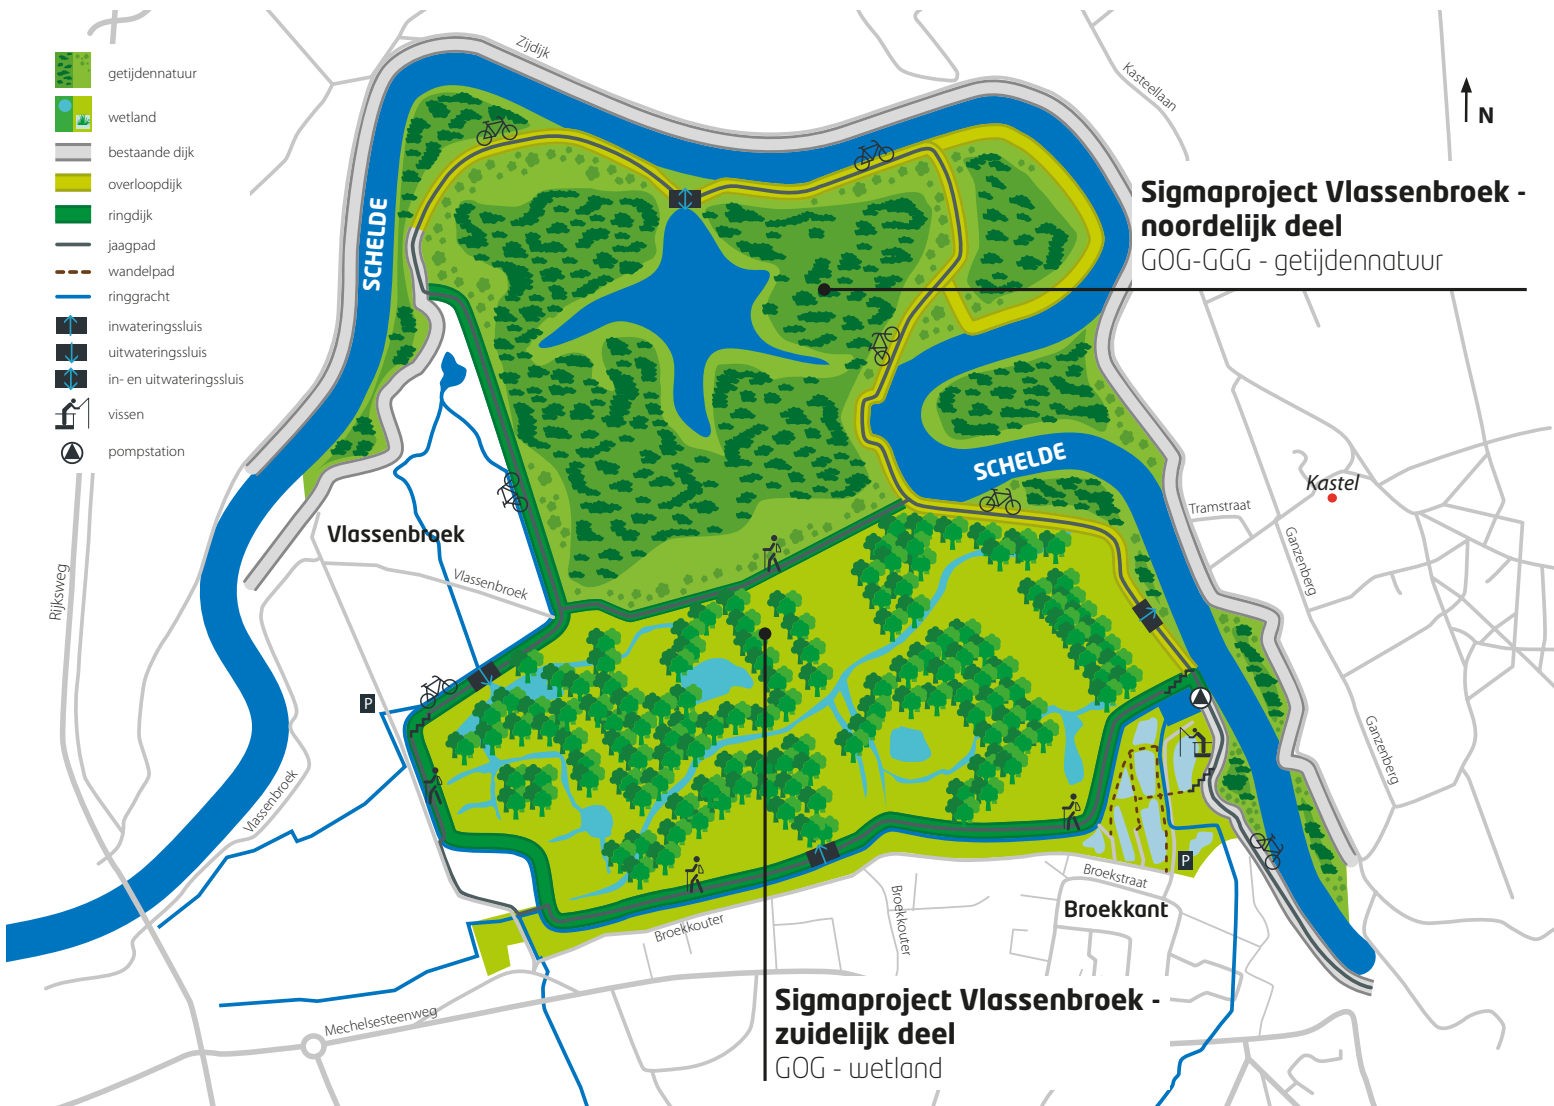 getijdennatuur
wetland
bestaande dijk
overloopdijk
ringdijk
jaagpad
wandelpad
ringgracht
inwateringssluis
uitwateringssluis
in- en uitwateringssluis
vissen
pompstation
Zijdijk
Kasteellaan
N
Sigmaproject Vlassenbroek -
noordelijk deel
GOG-GGG - getijdennatuur
SCHELDE
SCHELDE
Kastel
Tramstraat
Ganzenberg
Ganzenberg
Vlassenbroek
Vlassenbroek
Rijksweg
P
Vlassenbroek
P
Broekstraat
Broekkant
Broekkouter
Broekkouter
Mechelsesteenweg
Sigmaproject Vlassenbroek -
zuidelijk deel
GOG - wetland